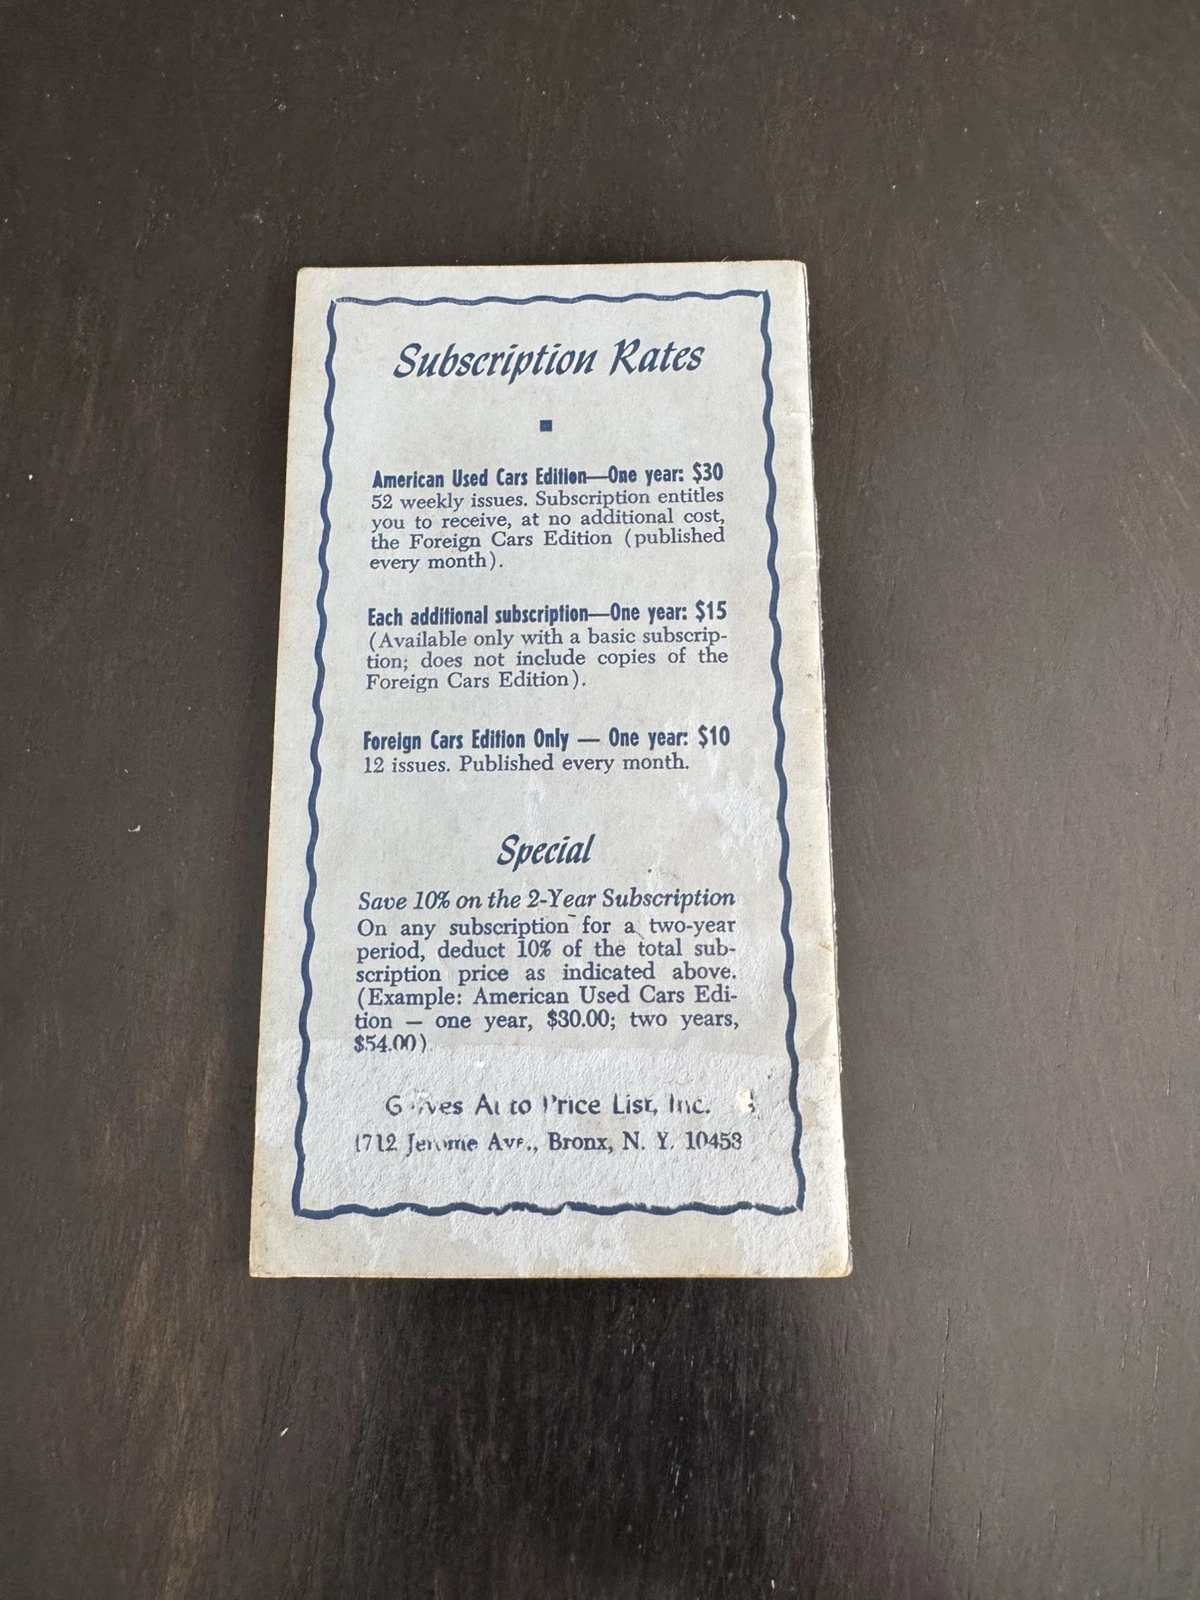 Subscription Rates
American Used Cars Edition—One year: $30
52 weekly issues. Subscription entitles
you to receive, at no additional cost,
the Foreign Cars Edition (published
every month).
Each additional subscription—One year: $15
(Available only with a basic subscrip-
tion; does not include copies of the
Foreign Cars Edition).
Foreign Cars Edition Only — One year: $10
12 issues. Published every month.
Special
Save 10% on the 2-Year Subscription
On any subscription for a two-year
period, deduct 10% of the total sub-
scription price as indicated above.
(Example: American Used Cars Edi-
tion — one year, $30.00; two years,
$54.00)
Auto Price List, Inc.
1712 Jerome Ave., Bronx, N. Y. 10453